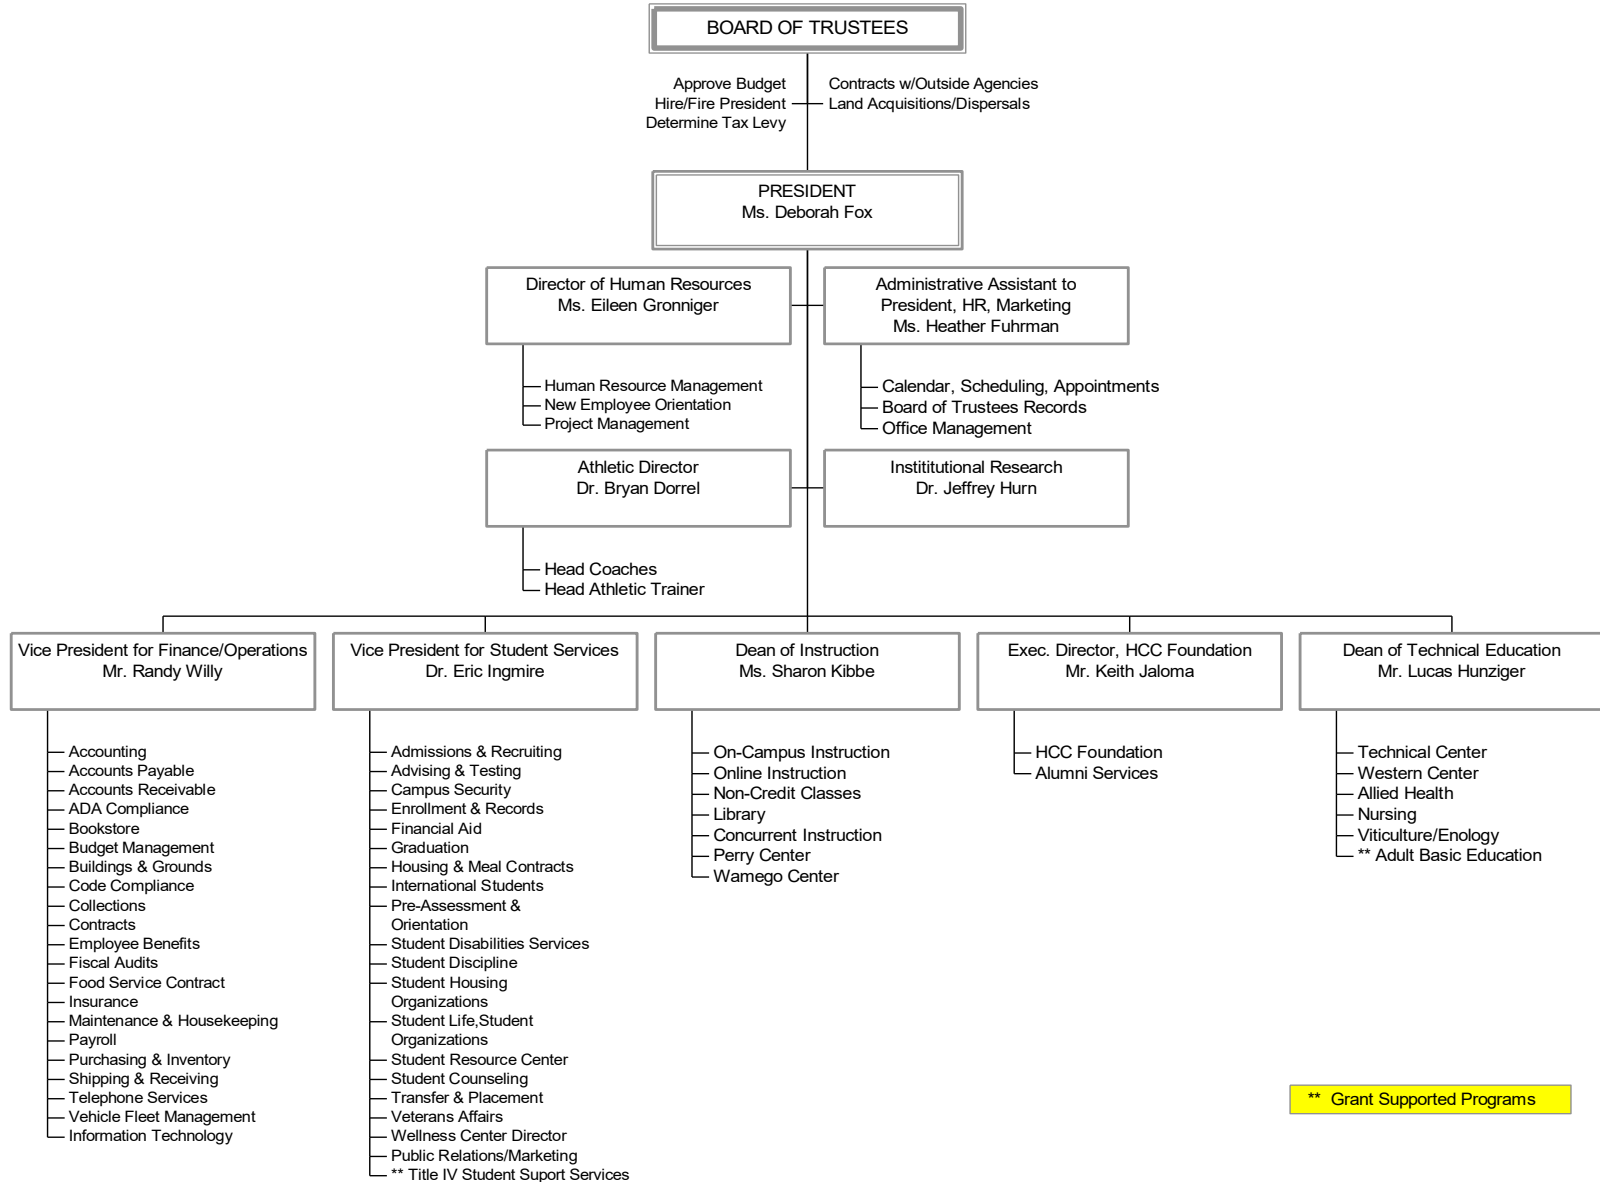 BOARD OF TRUSTEES
Approve Budget
Hire/Fire President
Determine Tax Levy
Contracts w/Outside Agencies
Land Acquisitions/Dispersals
PRESIDENT
Ms. Deborah Fox
Director of Human Resources
Ms. Eileen Gronniger
Administrative Assistant to
President, HR, Marketing
Ms. Heather Fuhrman
Human Resource Management
New Employee Orientation
Project Management
Calendar, Scheduling, Appointments
Board of Trustees Records
Office Management
Athletic Director
Dr. Bryan Dorrel
Instititutional Research
Dr. Jeffrey Hurn
Head Coaches
Head Athletic Trainer
Vice President for Finance/Operations
Mr. Randy Willy
Accounting
Accounts Payable
Accounts Receivable
ADA Compliance
Bookstore
Budget Management
Buildings & Grounds
Code Compliance
Collections
Contracts
Employee Benefits
Fiscal Audits
Food Service Contract
Insurance
Maintenance & Housekeeping
Payroll
Purchasing & Inventory
Shipping & Receiving
Telephone Services
Vehicle Fleet Management
Information Technology
Vice President for Student Services
Dr. Eric Ingmire
Admissions & Recruiting
Advising & Testing
Campus Security
Enrollment & Records
Financial Aid
Graduation
Housing & Meal Contracts
International Students
Pre-Assessment &
Orientation
Student Disabilities Services
Student Discipline
Student Housing
Organizations
Student Life,Student
Organizations
Student Resource Center
Student Counseling
Transfer & Placement
Veterans Affairs
Wellness Center Director
Public Relations/Marketing
** Title IV Student Suport Services
Dean of Instruction
Ms. Sharon Kibbe
On-Campus Instruction
Online Instruction
Non-Credit Classes
Library
Concurrent Instruction
Perry Center
Wamego Center
Exec. Director, HCC Foundation
Mr. Keith Jaloma
HCC Foundation
Alumni Services
Dean of Technical Education
Mr. Lucas Hunziger
Technical Center
Western Center
Allied Health
Nursing
Viticulture/Enology
** Adult Basic Education
** Grant Supported Programs